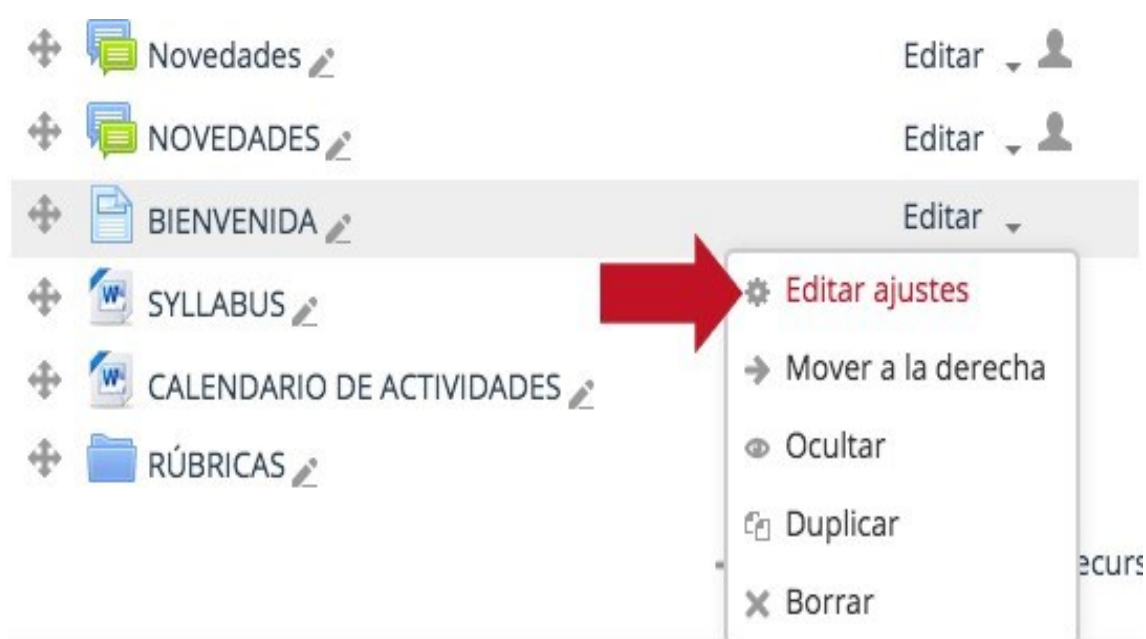 Novedades Editar
NOVEDADES Editar
BIENVENIDA Editar
SYLLABUS
Editar ajustes
CALENDARIO DE ACTIVIDADES
Mover a la derecha
RÚBRICAS
Ocultar
Duplicar
Borrar